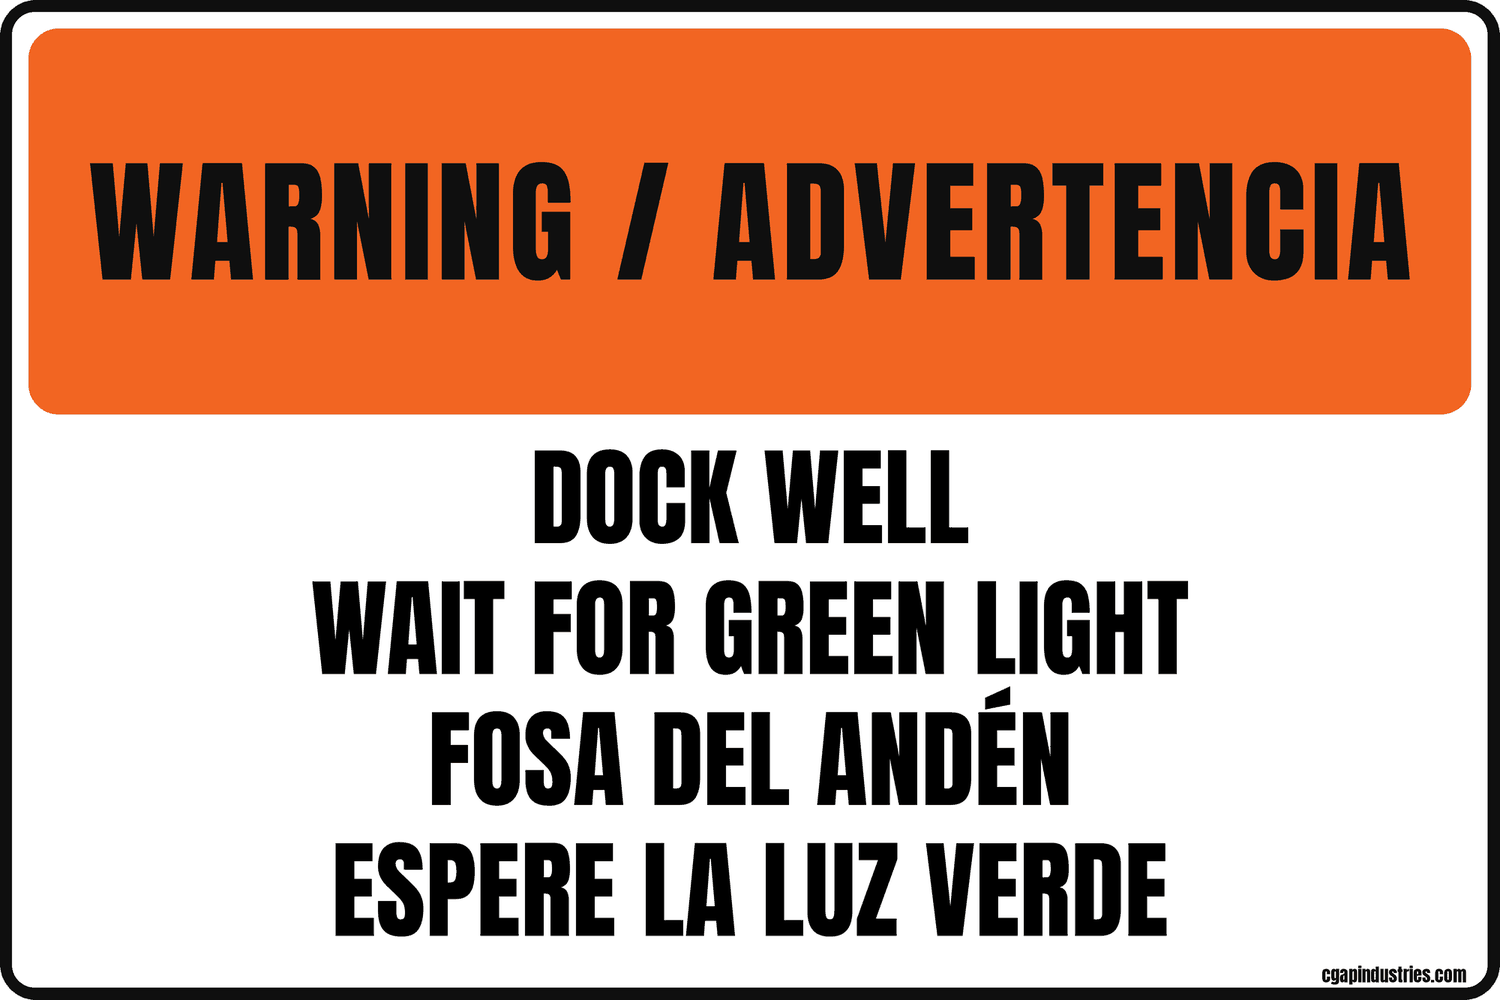 WARNING / ADVERTENCIA
DOCK WELL
WAIT FOR GREEN LIGHT
FOSA DEL ANDÉN
ESPERE LA LUZ VERDE
cgapindustries.com